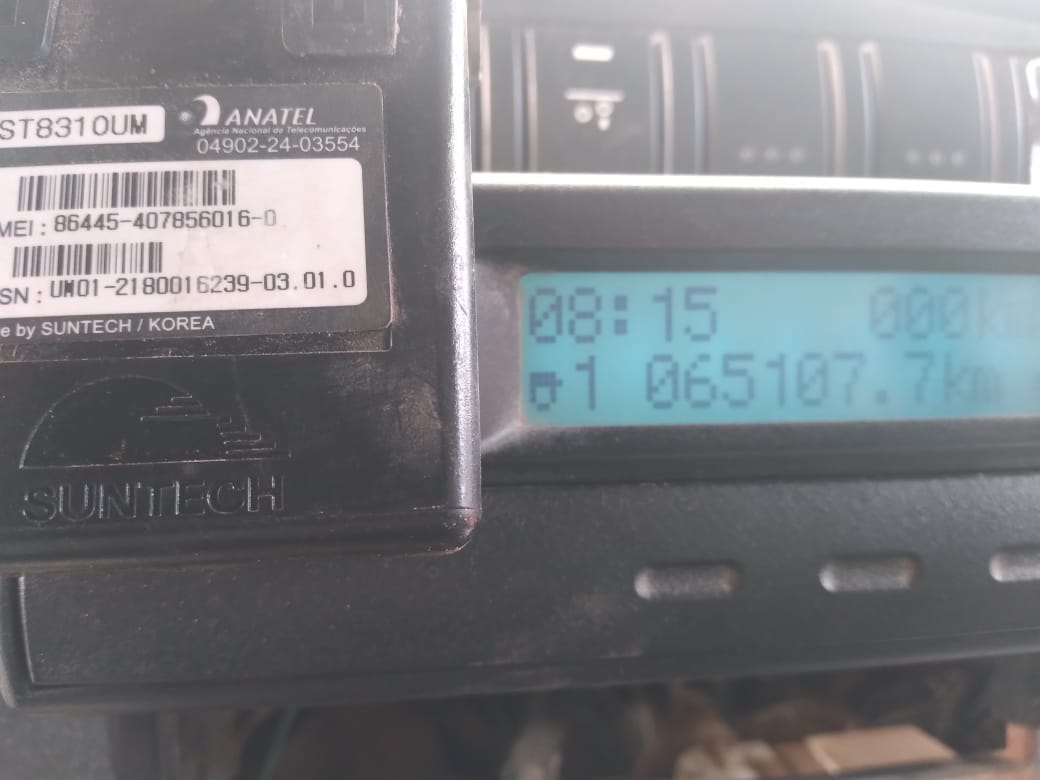 ST8310UM
ANATEL
Agência Nacional de Telecomunicações
04902-24-03554
MEI : 86445-407856016-0
SN : UM01-2180016239-03.01.0
e by SUNTECH / KOREA
SUNTECH
08:15 000km
1 065107.7km